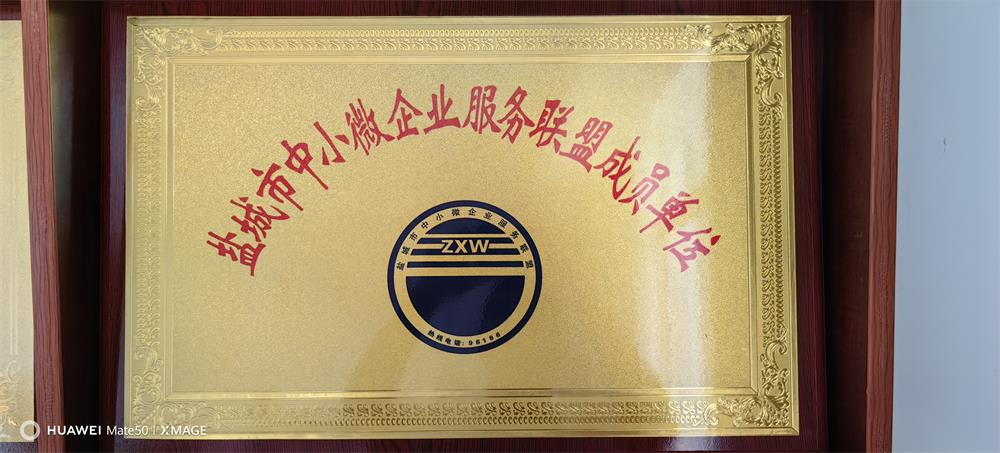 盐城市中小微企业服务联盟成员单位
盐城市中小微企业服务联盟
ZXW
热线电话:96186
HUAWEI Mate50 | XMAGE